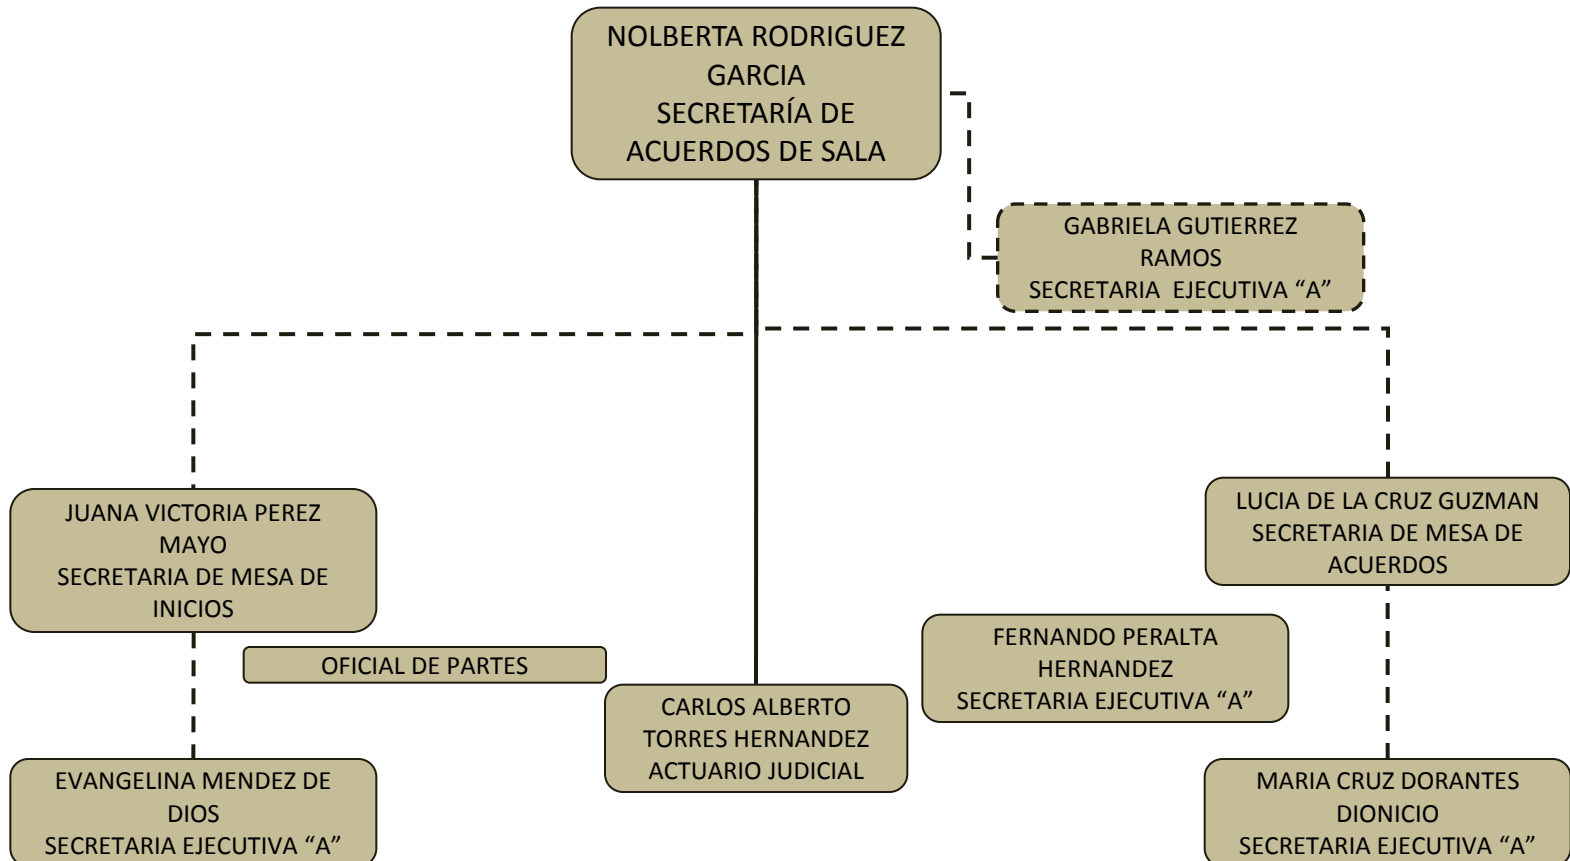 NOLBERTA RODRIGUEZ
GARCIA
SECRETARÍA DE
ACUERDOS DE SALA
GABRIELA GUTIERREZ
RAMOS
SECRETARIA  EJECUTIVA “A”
JUANA VICTORIA PEREZ
MAYO
SECRETARIA DE MESA DE
INICIOS
LUCIA DE LA CRUZ GUZMAN
SECRETARIA DE MESA DE
ACUERDOS
OFICIAL DE PARTES
FERNANDO PERALTA
HERNANDEZ
SECRETARIA EJECUTIVA “A”
CARLOS ALBERTO
TORRES HERNANDEZ
ACTUARIO JUDICIAL
EVANGELINA MENDEZ DE
DIOS
SECRETARIA EJECUTIVA “A”
MARIA CRUZ DORANTES
DIONICIO
SECRETARIA EJECUTIVA “A”